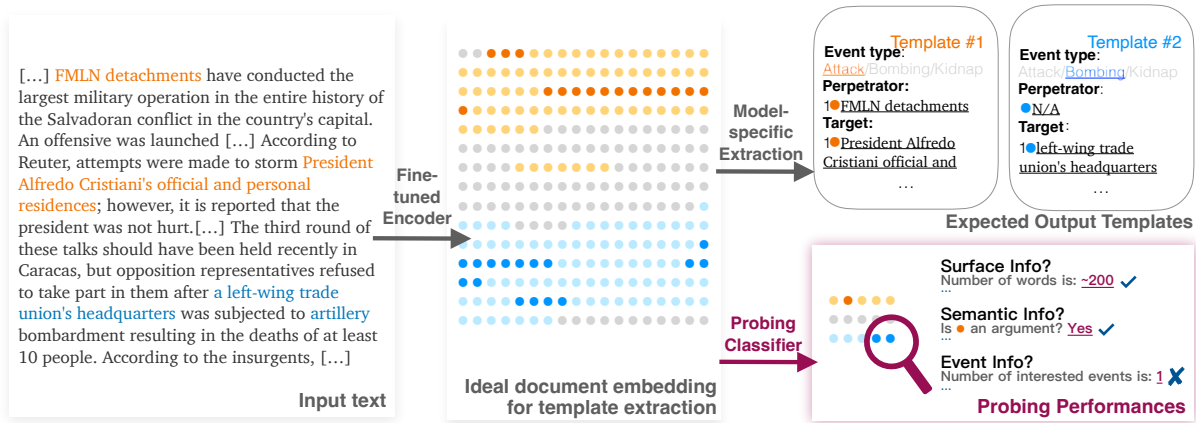 […] FMLN detachments have conducted the
largest military operation in the entire history of
the Salvadoran conflict in the country's capital.
An offensive was launched […] According to
Reuter, attempts were made to storm President
Alfredo Cristiani's official and personal
residences; however, it is reported that the
president was not hurt.[…] The third round of
these talks should have been held recently in
Caracas, but opposition representatives refused
to take part in them after a left-wing trade
union's headquarters was subjected to artillery
bombardment resulting in the deaths of at least
10 people. According to the insurgents, […]
Input text
Fine-
tuned
Encoder
Ideal document embedding
for template extraction
Model-
specific
Extraction
Template #1
Event type:
Attack/Bombing/Kidnap
Perpetrator:
1 FMLN detachments
Target:
1 President Alfredo
Cristiani official and
…
Template #2
Event type:
Attack/Bombing/Kidnap
Perpetrator:
N/A
Target:
1 left-wing trade
union's headquarters
…
Expected Output Templates
Probing
Classifier
Surface Info?
Number of words is: ~200
…
Semantic Info?
Is an argument? Yes
…
Event Info?
Number of interested events is: 1
…
Probing Performances